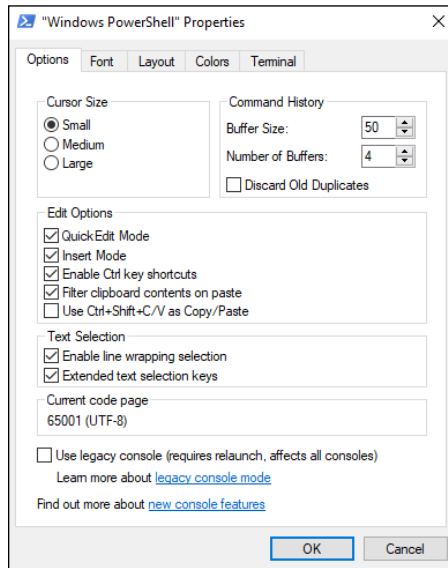 "Windows PowerShell" Properties
Options Font Layout Colors Terminal
Cursor Size
Small
Medium
Large
Command History
Buffer Size: 50
Number of Buffers: 4
Discard Old Duplicates
Edit Options
QuickEdit Mode
Insert Mode
Enable Ctrl key shortcuts
Filter clipboard contents on paste
Use Ctrl+Shift+C/V as Copy/Paste
Text Selection
Enable line wrapping selection
Extended text selection keys
Current code page
65001 (UTF-8)
Use legacy console (requires relaunch, affects all consoles)
Learn more about legacy console mode
Find out more about new console features
OK Cancel